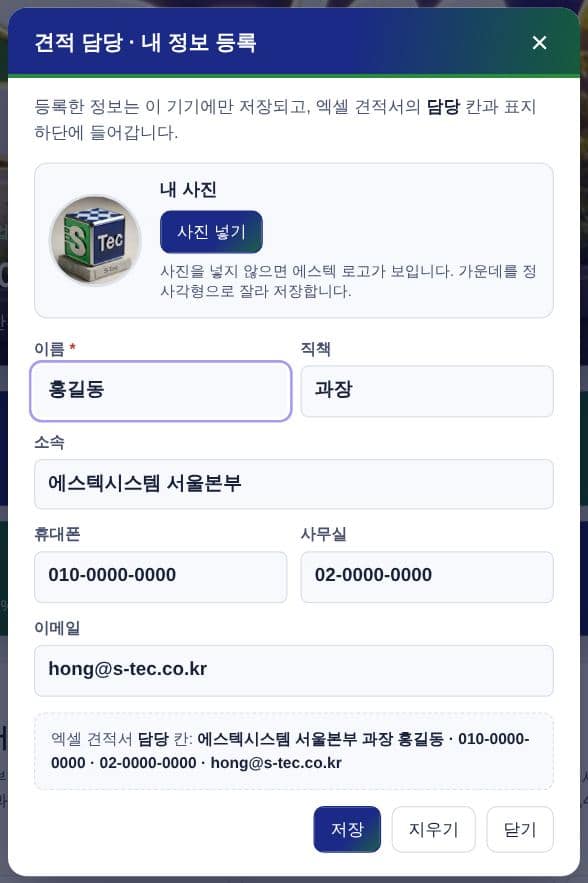 견적 담당 · 내 정보 등록
등록한 정보는 이 기기에만 저장되고, 엑셀 견적서의 담당 칸과 표지
하단에 들어갑니다.
내 사진
S Tec
S-Tec
사진 넣기
사진을 넣지 않으면 에스텍 로고가 보입니다. 가운데를 정
사각형으로 잘라 저장합니다.
이름 * 직책
홍길동 과장
소속
에스텍시스템 서울본부
휴대폰 사무실
010-0000-0000 02-0000-0000
이메일
hong@s-tec.co.kr
엑셀 견적서 담당 칸: 에스텍시스템 서울본부 과장 홍길동 · 010-0000-
0000 · 02-0000-0000 · hong@s-tec.co.kr
저장 지우기 닫기